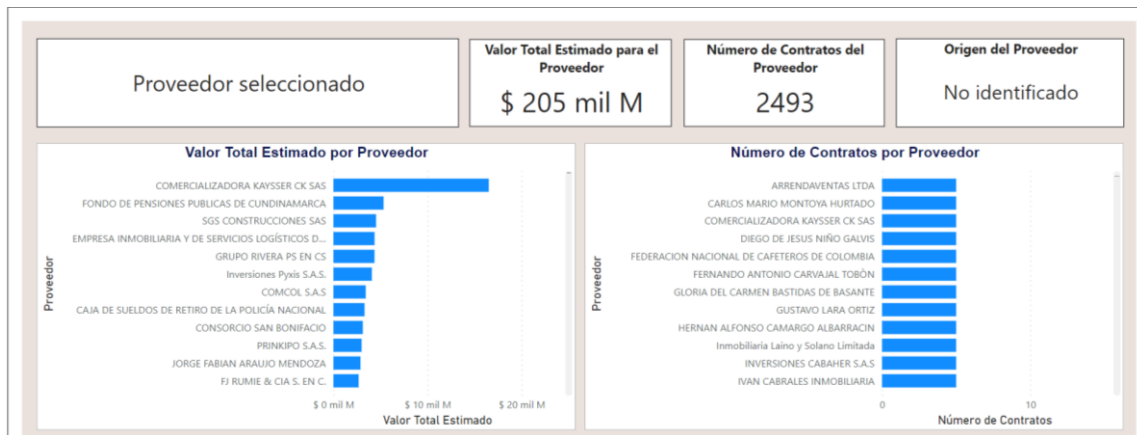 Proveedor seleccionado
Valor Total Estimado para el
Proveedor
$ 205 mil M
Número de Contratos del
Proveedor
2493
Origen del Proveedor
No identificado
Valor Total Estimado por Proveedor
Proveedor
COMERCIALIZADORA KAYSSER CK SAS
FONDO DE PENSIONES PUBLICAS DE CUNDINAMARCA
SGS CONSTRUCCIONES SAS
EMPRESA INMOBILIARIA Y DE SERVICIOS LOGÍSTICOS D...
GRUPO RIVERA PS EN CS
Inversiones Pyxis S.A.S.
COMCOL S.A.S
CAJA DE SUELDOS DE RETIRO DE LA POLICÍA NACIONAL
CONSORCIO SAN BONIFACIO
PRINKIPO S.A.S.
JORGE FABIAN ARAUJO MENDOZA
FJ RUMIE & CIA S. EN C.
$ 0 mil M
$ 10 mil M
$ 20 mil M
Valor Total Estimado
Número de Contratos por Proveedor
Proveedor
ARRENDAVENTAS LTDA
CARLOS MARIO MONTOYA HURTADO
COMERCIALIZADORA KAYSSER CK SAS
DIEGO DE JESUS NIÑO GALVIS
FEDERACION NACIONAL DE CAFETEROS DE COLOMBIA
FERNANDO ANTONIO CARVAJAL TOBÒN
GLORIA DEL CARMEN BASTIDAS DE BASANTE
GUSTAVO LARA ORTIZ
HERNAN ALFONSO CAMARGO ALBARRACIN
Inmobiliaria Laino y Solano Limitada
INVERSIONES CABAHER S.A.S
IVAN CABRALES INMOBILIARIA
0
10
Número de Contratos